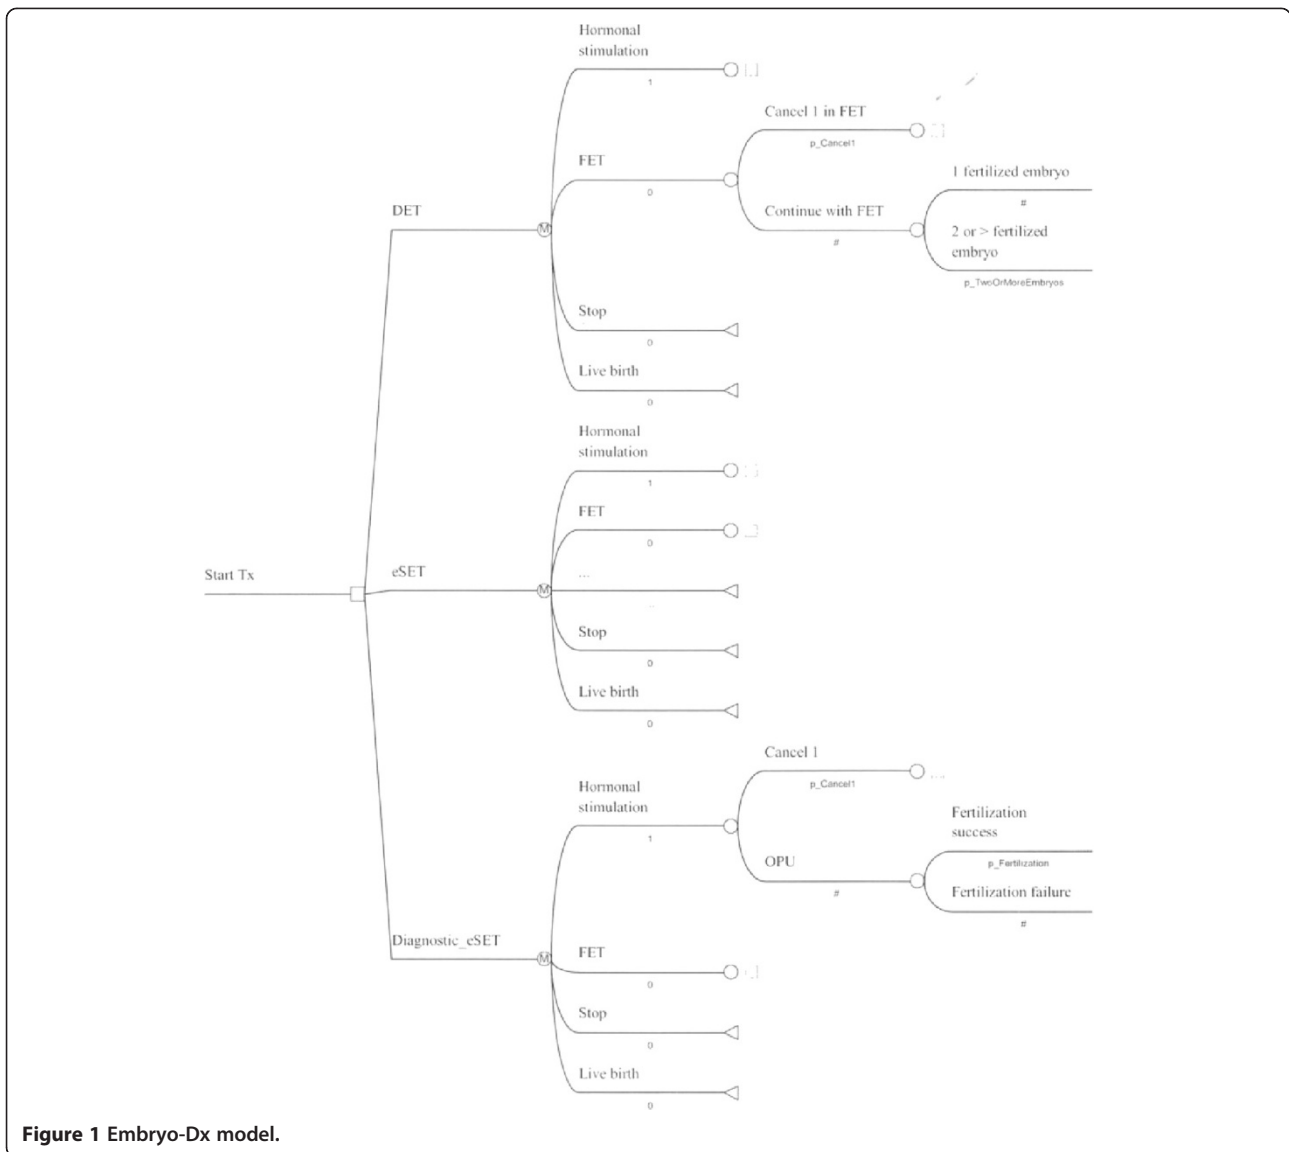 Hormonal
stimulation
1
Cancel 1 in FET
p_Cancel1
FET
0
1 fertilized embryo
#
Continue with FET
#
2 or > fertilized
embryo
p_TwoOrMoreEmbryos
DET
M
Stop
0
Live birth
0
Hormonal
stimulation
1
FET
0
Start Tx
eSET
M
...
..
Stop
0
Live birth
0
Cancel 1
p_Cancel1
Hormonal
stimulation
1
Fertilization
success
p_Fertilization
OPU
#
Fertilization failure
#
Diagnostic_eSET
M
FET
0
Stop
0
Live birth
0
Figure 1 Embryo-Dx model.